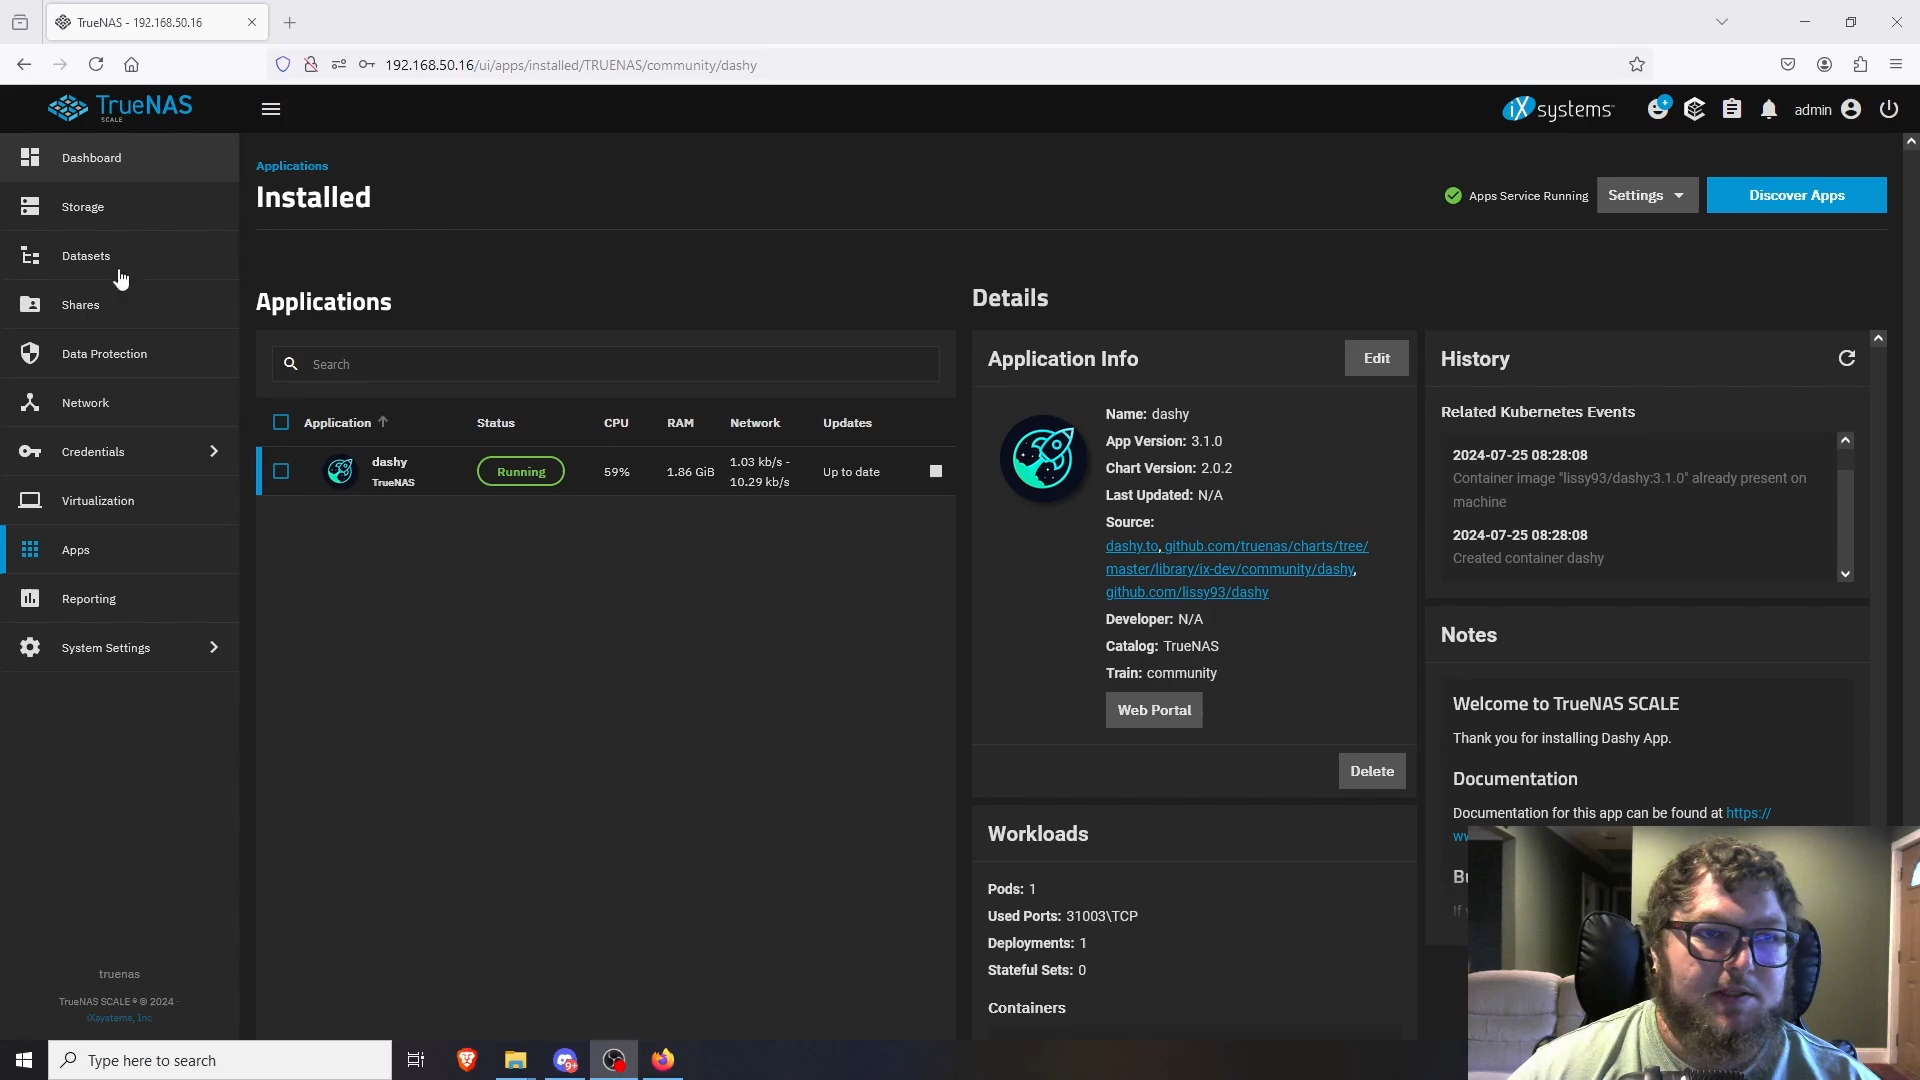 TrueNAS - 192.168.50.16
192.168.50.16/ui/apps/installed/TRUENAS/community/dashy
TrueNAS
SCALE
iXsystems
admin
Dashboard
Storage
Datasets
Shares
Data Protection
Network
Credentials
Virtualization
Apps
Reporting
System Settings
truenas
TrueNAS SCALE ® © 2024 -
iXsystems, Inc
Applications
Installed
Apps Service Running
Settings
Discover Apps
Applications
Search
Application
Status
CPU
RAM
Network
Updates
dashy
TrueNAS
Running
59%
1.86 GiB
1.03 kb/s -
10.29 kb/s
Up to date
Details
Application Info
Edit
Name: dashy
App Version: 3.1.0
Chart Version: 2.0.2
Last Updated: N/A
Source:
dashy.to, github.com/truenas/charts/tree/
master/library/ix-dev/community/dashy,
github.com/lissy93/dashy
Developer: N/A
Catalog: TrueNAS
Train: community
Web Portal
Delete
Workloads
Pods: 1
Used Ports: 31003\TCP
Deployments: 1
Stateful Sets: 0
Containers
History
Related Kubernetes Events
2024-07-25 08:28:08
Container image "lissy93/dashy:3.1.0" already present on
machine
2024-07-25 08:28:08
Created container dashy
Notes
Welcome to TrueNAS SCALE
Thank you for installing Dashy App.
Documentation
Documentation for this app can be found at https://
Type here to search
9+